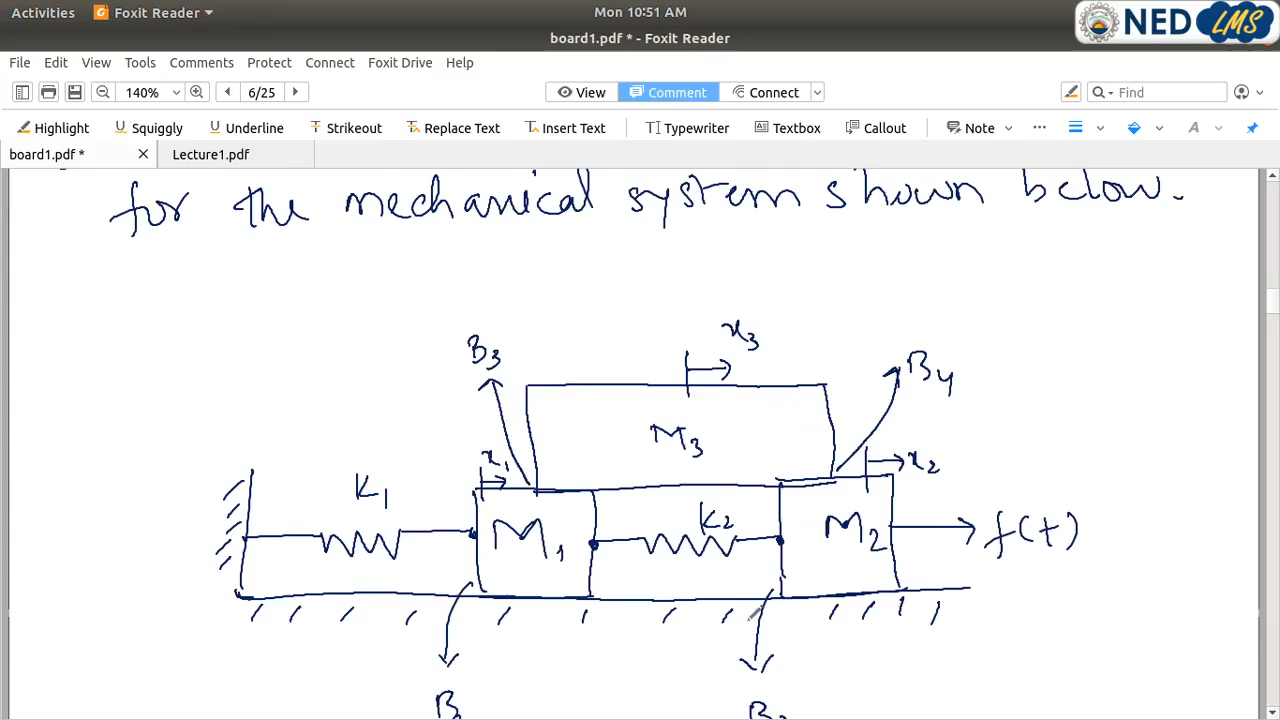 Activities Foxit Reader Mon 10:51 AM
board1.pdf * - Foxit Reader
NED LMS
File Edit View Tools Comments Protect Connect Foxit Drive Help
140% 6/25 View Comment Connect Find
Highlight Squiggly Underline Strikeout Replace Text Insert Text Typewriter Textbox Callout Note
board1.pdf * Lecture1.pdf
for the mechanical system shown below.
x3
B3
B4
M3
x1
x2
K1
K2
M1
M2
f(t)